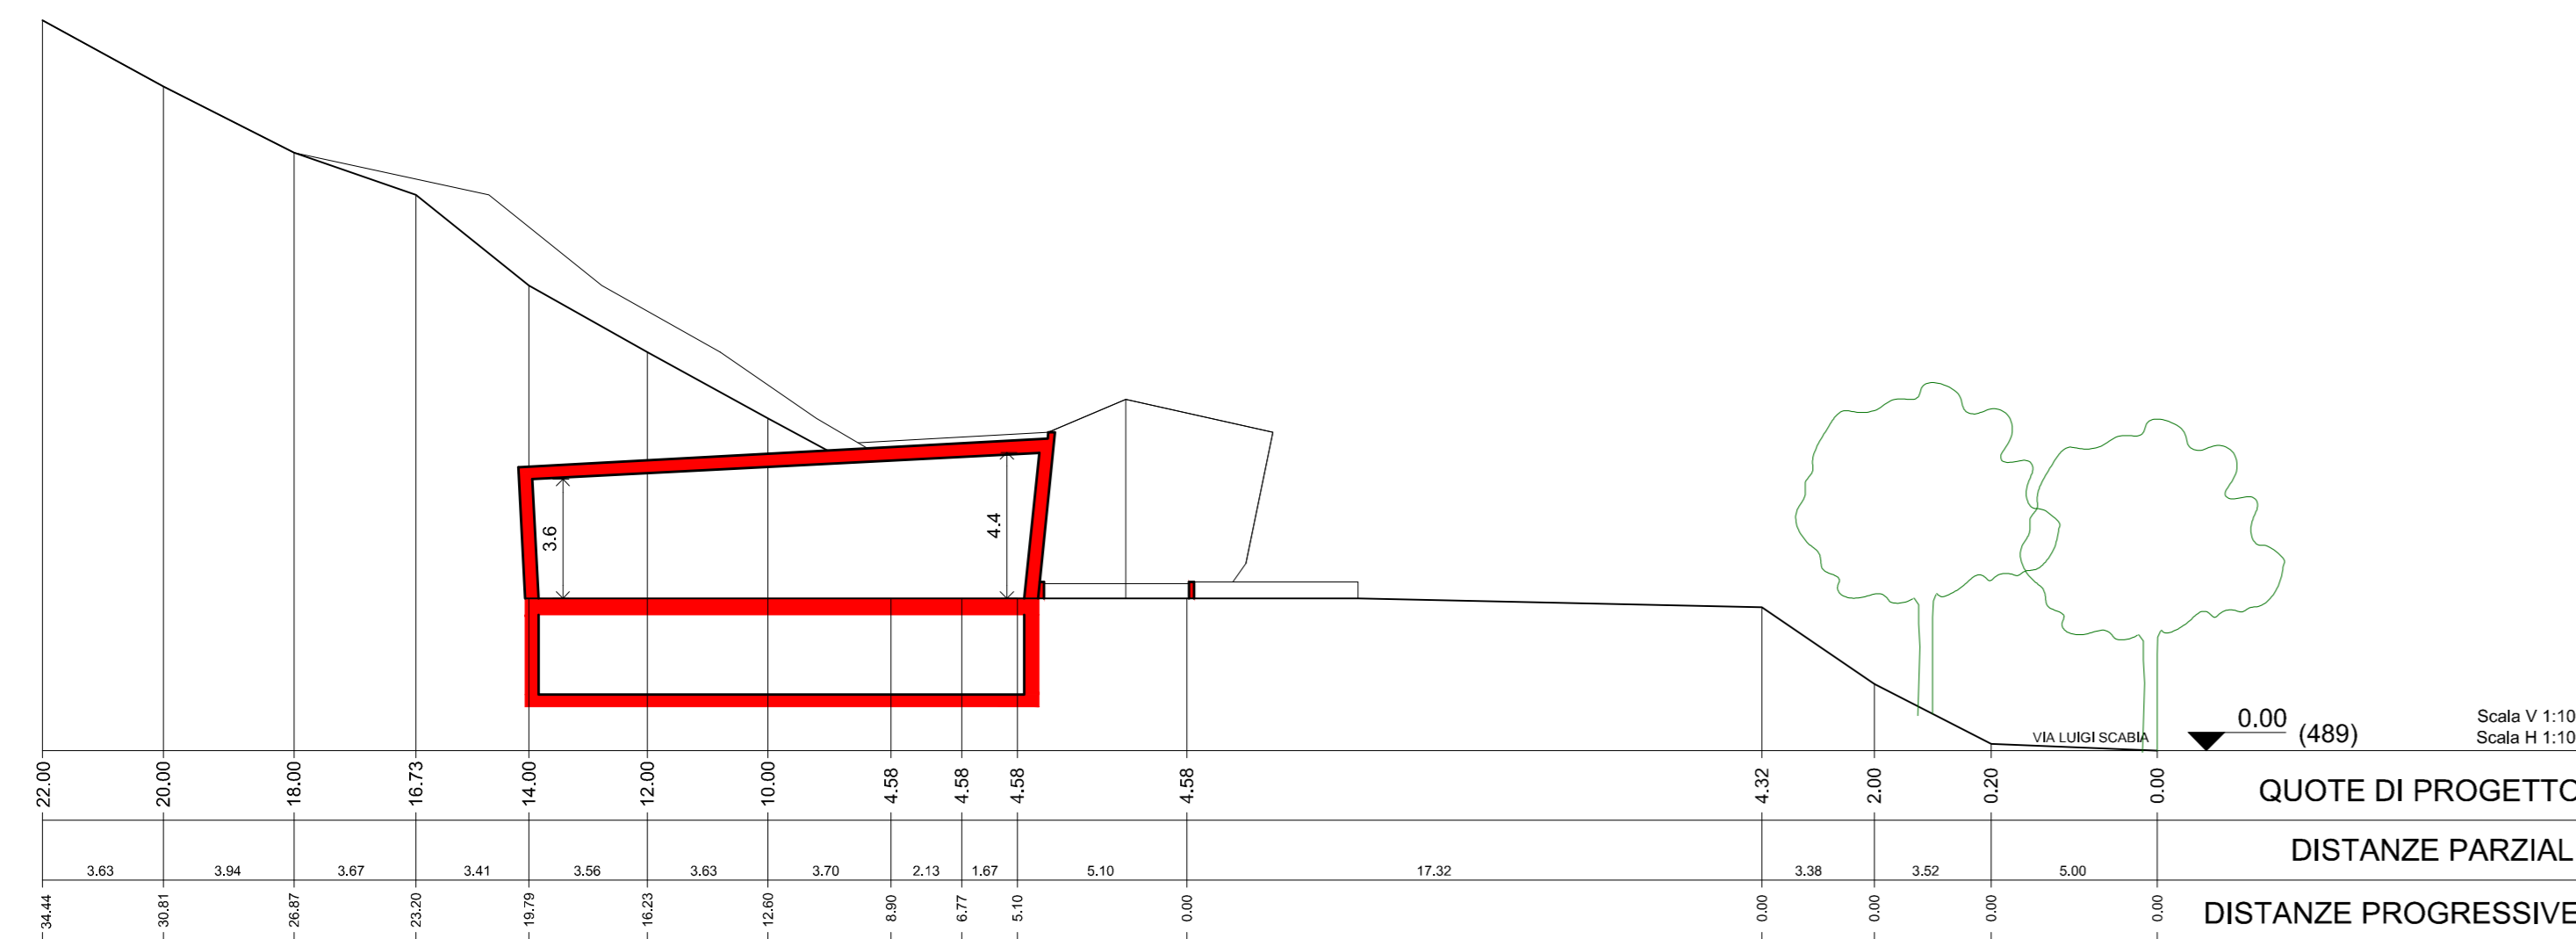 3.6
4.4
VIA LUIGI SCABIA
0.00
(489)
Scala V 1:10
Scala H 1:10
22.00 20.00 18.00 16.73 14.00 12.00 10.00 4.58 4.58 4.58 4.58 4.32 2.00 0.20 0.00 QUOTE DI PROGETTO
3.63 3.94 3.67 3.41 3.56 3.63 3.70 2.13 1.67 5.10 17.32 3.38 3.52 5.00 DISTANZE PARZIAL
34.44 30.81 26.87 23.20 19.79 16.23 12.60 8.90 6.77 5.10 0.00 0.00 0.00 0.00 0.00 DISTANZE PROGRESSIVE